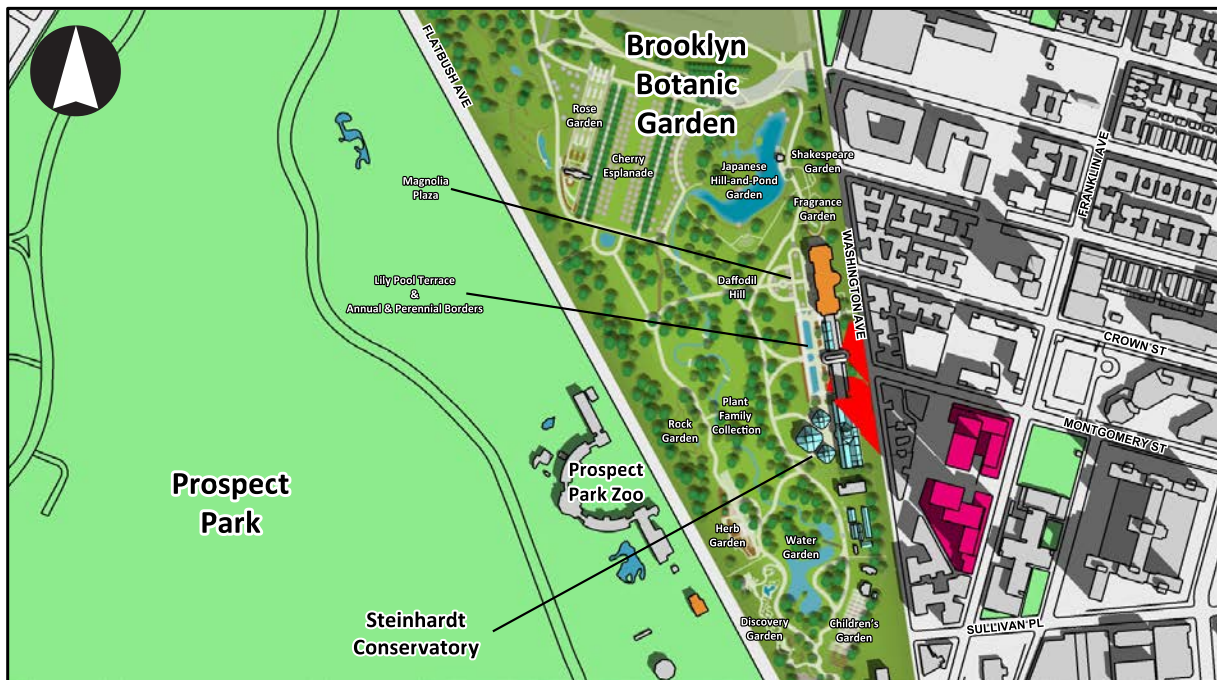 FLATBUSH AVE
Brooklyn
Botanic
Garden
Rose
Garden
Cherry
Esplanade
Japanese
Hill-and-Pond
Garden
Shakespeare
Garden
Fragrance
Garden
FRANKLIN AVE
Magnolia
Plaza
WASHINGTON AVE
Lily Pool Terrace
&
Annual & Perennial Borders
Daffodil
Hill
CROWN ST
Plant
Family
Collection
Rock
Garden
MONTGOMERY ST
Prospect
Park
Prospect
Park Zoo
Herb
Garden
Water
Garden
Steinhardt
Conservatory
Discovery
Garden
Children's
Garden
SULLIVAN PL